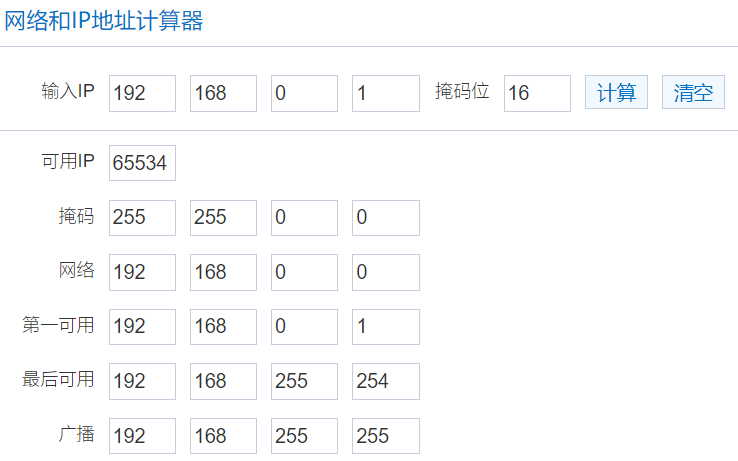 网络和IP地址计算器
输入IP 192 168 0 1 掩码位 16 计算 清空
可用IP 65534
掩码 255 255 0 0
网络 192 168 0 0
第一可用 192 168 0 1
最后可用 192 168 255 254
广播 192 168 255 255